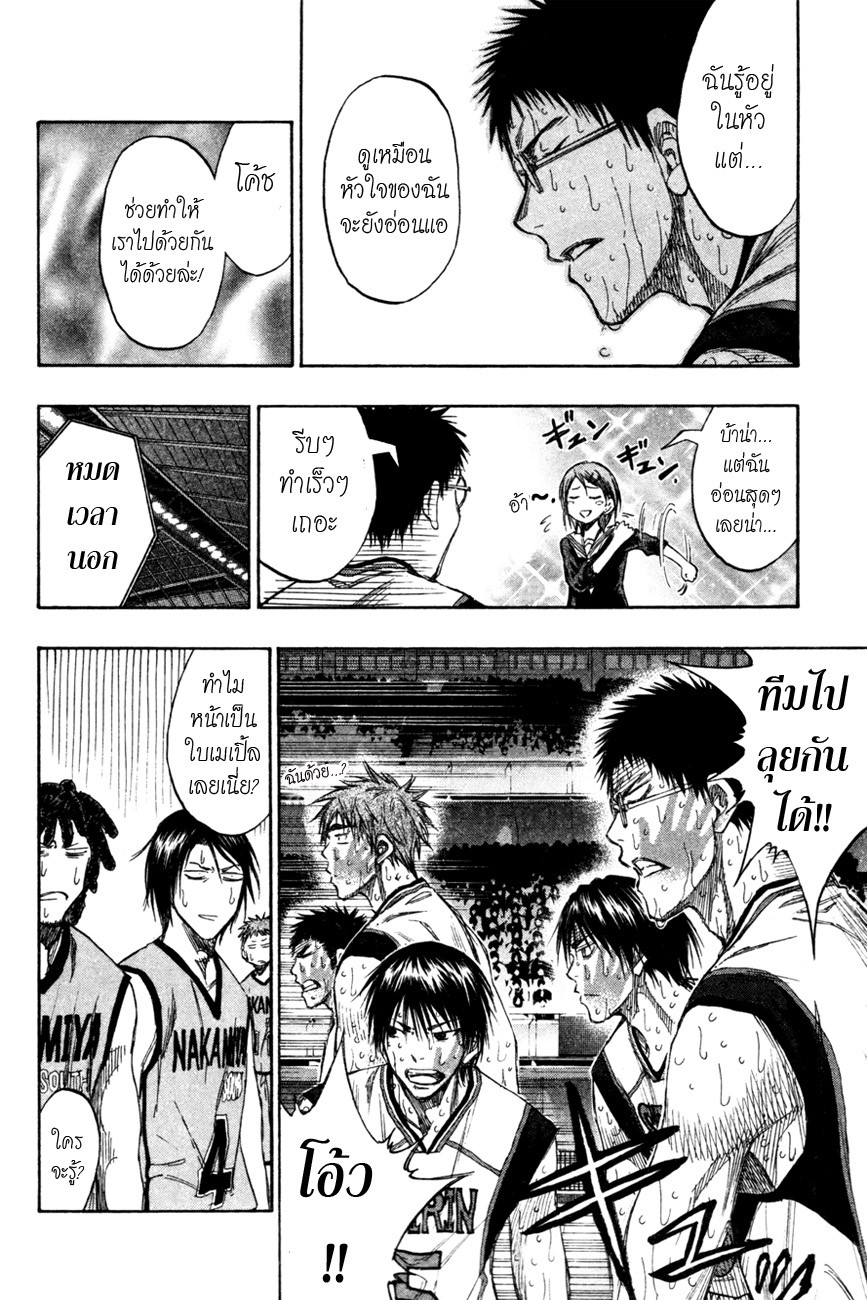 ฉันรู้อยู่
ในหัว
แต่...
ดูเหมือน
หัวใจของฉัน
จะยังอ่อนแอ
โค้ช
ช่วยทำให้
เราไปด้วยกัน
ได้ด้วยล่ะ!
บ้าน่า...
แต่ฉัน
อ่อนสุดๆ
เลยน่า...
ギュン
ギュン
อ้า~.
รีบๆ
ทำเร็วๆ
เถอะ
หมด
เวลา
นอก
ทีมไป
ลุยกัน
ได้!!
ฉันด้วย...?
โอ้ว
!!
ERIN
ทำไม
หน้าเป็น
ใบเมเปิ้ล
เลยเนี่ย?
MIYA
SOUTH
NAKAMIYA
4
ใคร
จะรู้?